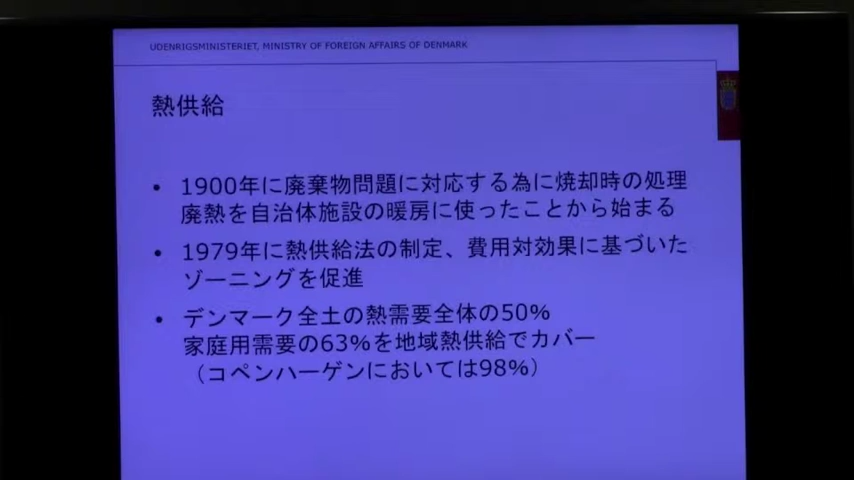 UDENRIGSMINISTERIET, MINISTRY OF FOREIGN AFFAIRS OF DENMARK
熱供給
• 1900年に廃棄物問題に対応する為に焼却時の処理
廃熱を自治体施設の暖房に使ったことから始まる
• 1979年に熱供給法の制定、費用対効果に基づいた
ゾーニングを促進
• デンマーク全土の熱需要全体の50%
家庭用需要の63%を地域熱供給でカバー
（コペンハーゲンにおいては98%）